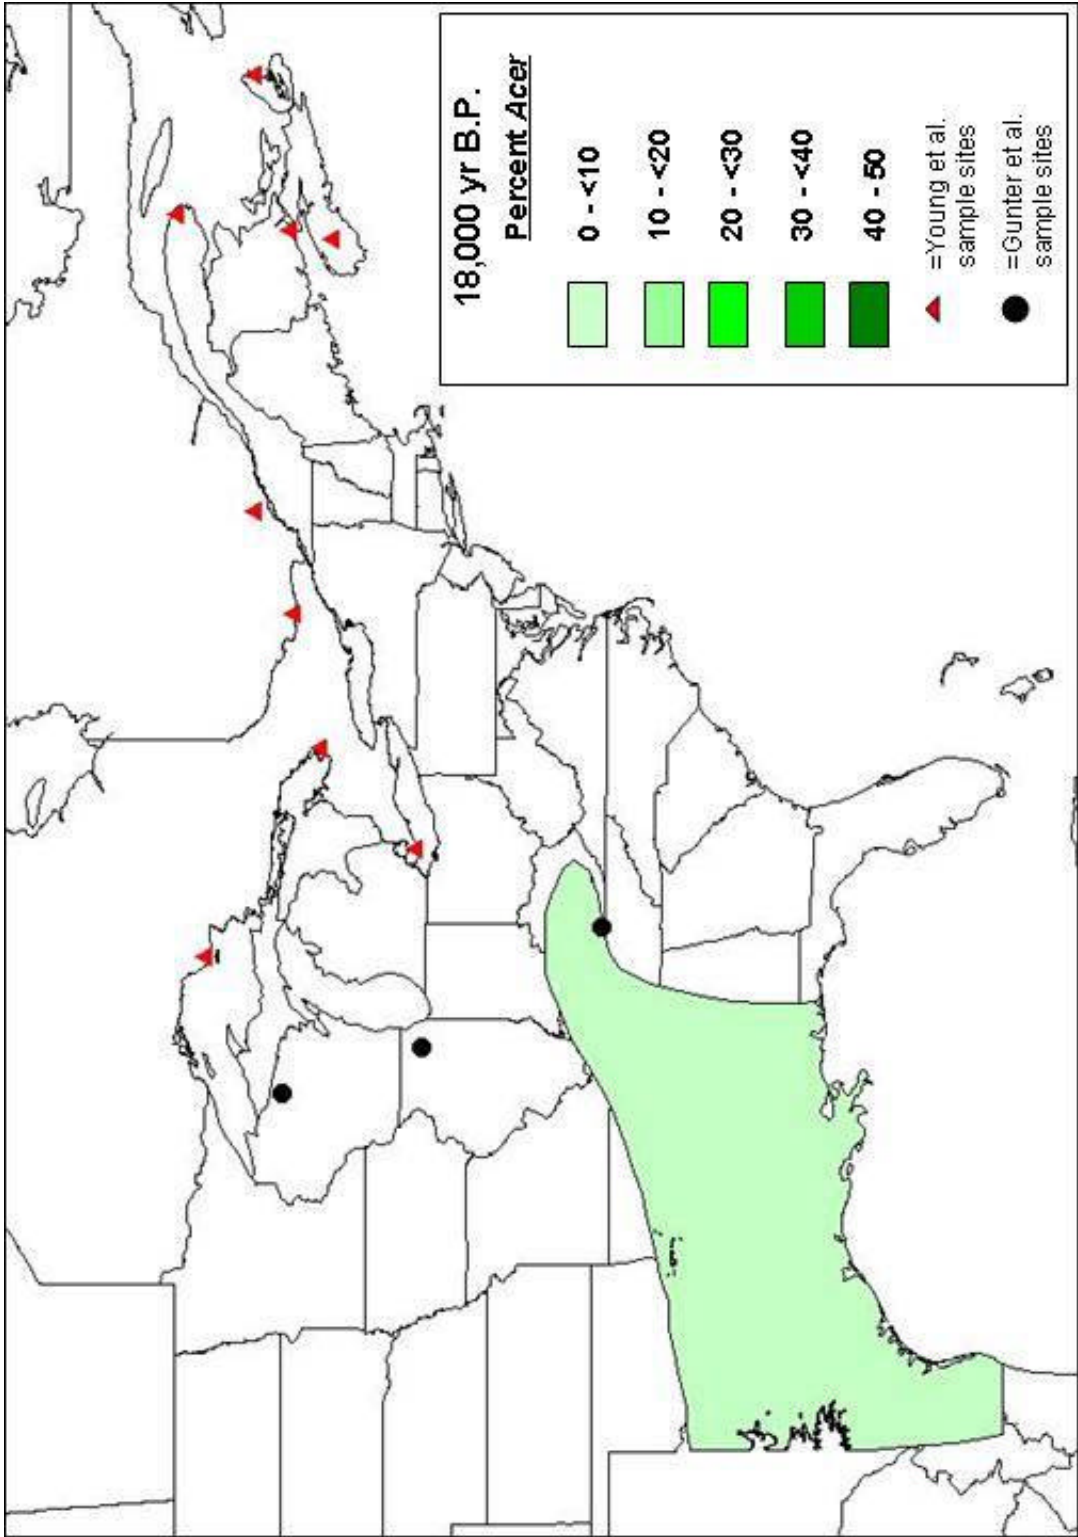 18,000 yr B.P.
Percent Acer
0 - <10
10 - <20
20 - <30
30 - <40
40 - 50
=Young et al.
sample sites
=Gunter et al.
sample sites